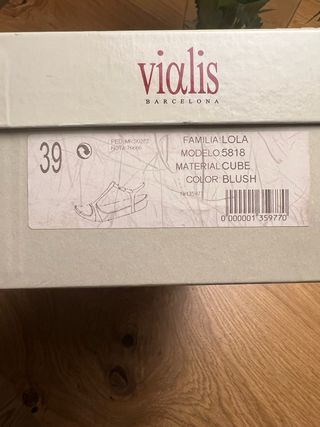 vialis
BARCELONA
39
FAMILIA:LOLA
MODELO:5818
MATERIAL:CUBE
COLOR: BLUSH
0 000001 359770